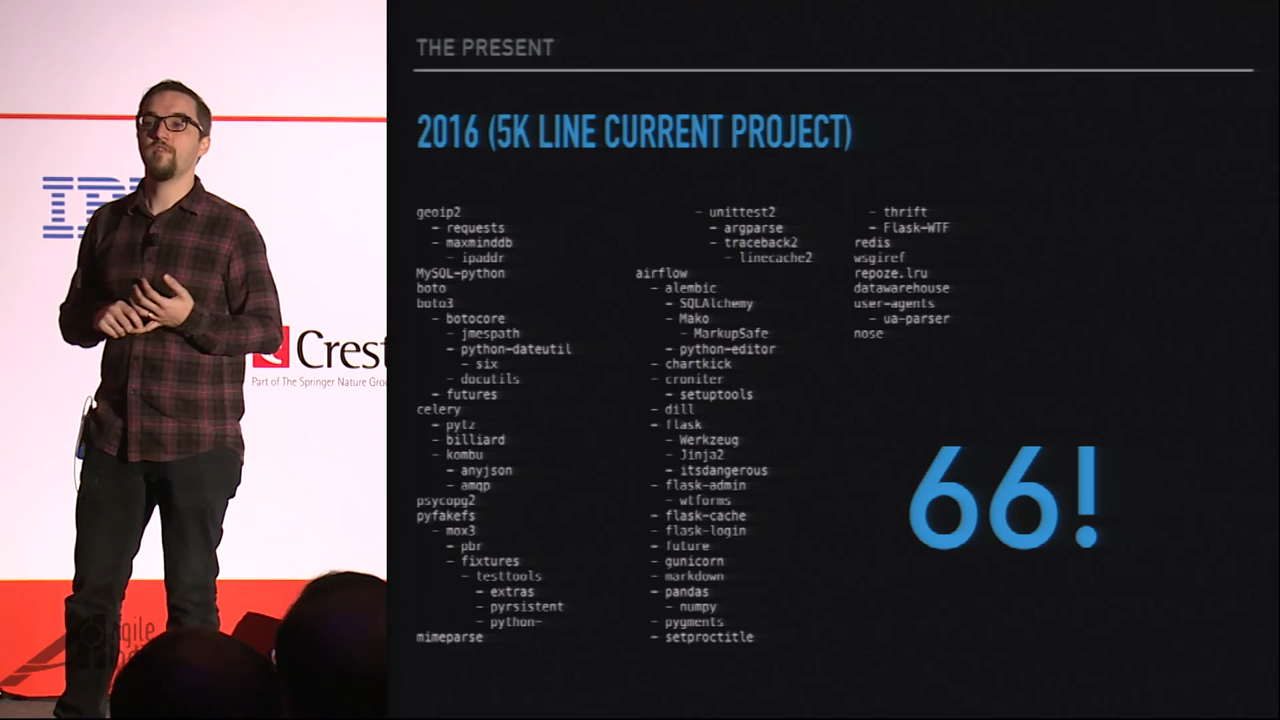 THE PRESENT
2016 (5K LINE CURRENT PROJECT)
geoip2
- requests
- maxminddb
- ipaddr
MySQL-python
boto
boto3
- botocore
- jmespath
- python-dateutil
- six
- docutils
- futures
celery
- pytz
- billiard
- kombu
- anyjson
- amqp
psycopg2
pyfakefs
- mox3
- pbr
- fixtures
- testtools
- extras
- pyrsistent
- python-
mimeparse
- unittest2
- argparse
- traceback2
- linecache2
airflow
- alembic
- SQLAlchemy
- Mako
- MarkupSafe
- python-editor
- chartkick
- croniter
- setuptools
- dill
- flask
- Werkzeug
- Jinja2
- itsdangerous
- flask-admin
- wtforms
- flask-cache
- flask-login
- future
- gunicorn
- markdown
- pandas
- numpy
- pygments
- setproctitle
- thrift
- Flask-WTF
redis
wsgiref
repoze.lru
datawarehouse
user-agents
- ua-parser
nose
66!
Crest
Part of The Springer Nature Gro
agile